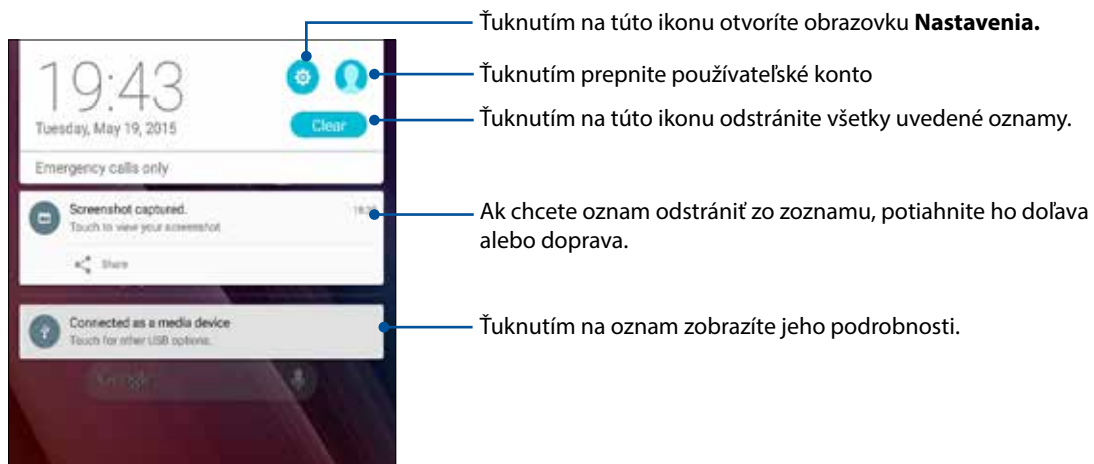 Ťuknutím na túto ikonu otvoríte obrazovku Nastavenia.
Ťuknutím prepnite používateľské konto
Ťuknutím na túto ikonu odstránite všetky uvedené oznamy.
Ak chcete oznam odstrániť zo zoznamu, potiahnite ho doľava
alebo doprava.
Ťuknutím na oznam zobrazíte jeho podrobnosti.
19:43
Tuesday, May 19, 2015
Clear
Emergency calls only
Screenshot captured.
Touch to view your screenshot
Share
Connected as a media device
Touch for other USB options.
Google